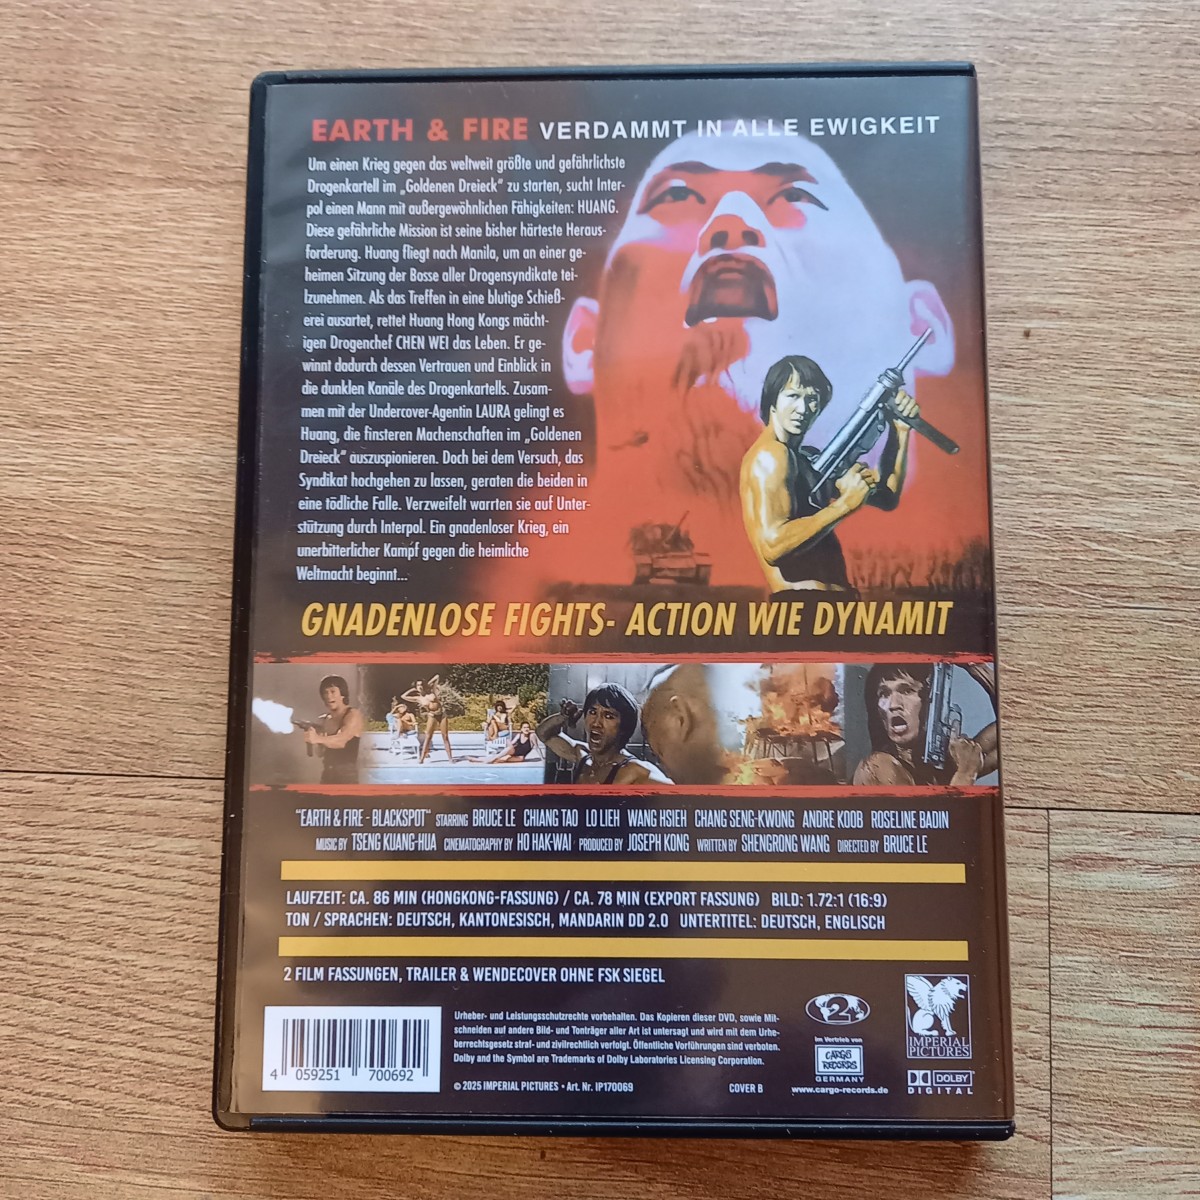 EARTH & FIRE VERDAMMT IN ALLE EWIGKEIT
Um einen Krieg gegen das weltweit größte und gefährlichste
Drogenkartell im „Goldenen Dreieck“ zu starten, sucht Inter-
pol einen Mann mit außergewöhnlichen Fähigkeiten: HUANG.
Diese gefährliche Mission ist seine bisher härteste Heraus-
forderung. Huang fliegt nach Manila, um an einer ge-
heimen Sitzung der Bosse aller Drogensyndikate tei-
lzunehmen. Als das Treffen in eine blutige Schieß-
erei ausartet, rettet Huang Hong Kongs mächt-
igen Drogenchef CHEN WEI das Leben. Er ge-
winnt dadurch dessen Vertrauen und Einblick in
die dunklen Kanäle des Drogenkartells. Zusam-
men mit der Undercover-Agentin LAURA gelingt es
Huang, die finsteren Machenschaften im „Goldenen
Dreieck“ auszuspionieren. Doch bei dem Versuch, das
Syndikat hochgehen zu lassen, geraten die beiden in
eine tödliche Falle. Verzweifelt warrten sie auf Unter-
stützung durch Interpol. Ein gnadenloser Krieg, ein
unerbitterlicher Kampf gegen die heimliche
Weltmacht beginnt...
GNADENLOSE FIGHTS- ACTION WIE DYNAMIT
"EARTH & FIRE - BLACKSPOT" STARRING BRUCE LE CHIANG TAO LO LIEH WANG HSIEH CHANG SENG-KWONG ANDRE KOOB ROSELINE BADIN
MUSIC BY TSENG KUANG-HUA CINEMATOGRAPHY BY HO HAK-WAI PRODUCED BY JOSEPH KONG WRITTEN BY SHENGRONG WANG DIRECTED BY BRUCE LE
LAUFZEIT: CA. 86 MIN (HONGKONG-FASSUNG) / CA. 78 MIN (EXPORT FASSUNG) BILD: 1.72:1 (16:9)
TON / SPRACHEN: DEUTSCH, KANTONESISCH, MANDARIN DD 2.0 UNTERTITEL: DEUTSCH, ENGLISCH
2 FILM FASSUNGEN, TRAILER & WENDECOVER OHNE FSK SIEGEL
4 059251 700692
Urheber- und Leistungsschutzrechte vorbehalten. Das Kopieren dieser DVD, sowie Mit-
schneiden auf andere Bild- und Tonträger aller Art ist untersagt und wird mit dem Urhe-
berrechtsgesetz straf- und zivilrechtlich verfolgt. Öffentliche Vorführungen sind verboten.
Dolby and the Symbol are Trademarks of Dolby Laboratories Licensing Corporation.
© 2025 IMPERIAL PICTURES • Art. Nr. IP170069
COVER B
2
Im Vertrieb von
CARGO
RECORDS
GERMANY
www.cargo-records.de
IMPERIAL
PICTURES
DOLBY
DIGITAL